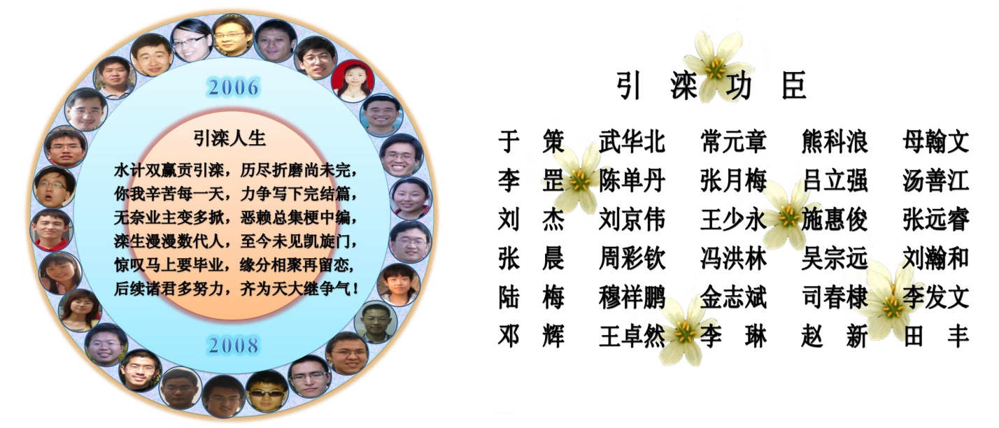 2006
引滦人生
水计双赢贡引滦，历尽折磨尚未完，
你我辛苦每一天，力争写下完结篇，
无奈业主变多掀，恶赖总集梗中编，
滦生漫漫数代人，至今未见凯旋门，
惊叹马上要毕业，缘分相聚再留恋，
后续诸君多努力，齐为天大继争气！
2008
引 滦 功 臣
于 策 武华北 常元章 熊科浪 母翰文
李 罡 陈单丹 张月梅 吕立强 汤善江
刘 杰 刘京伟 王少永 施惠俊 张远睿
张 晨 周彩钦 冯洪林 吴宗远 刘瀚和
陆 梅 穆祥鹏 金志斌 司春棣 李发文
邓 辉 王卓然 李 琳 赵 新 田 丰